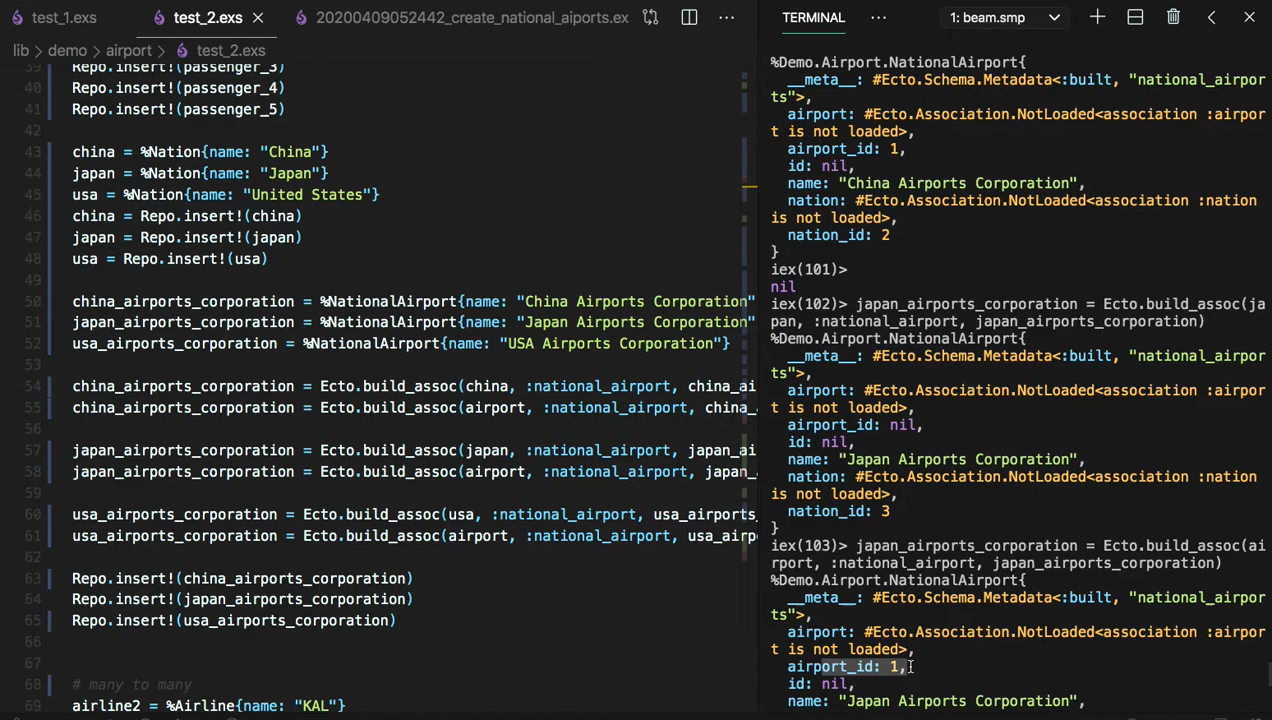 test_1.exs
test_2.exs
20200409052442_create_national_aiports.ex
lib > demo > airport > test_2.exs
39 Repo.insert!(passenger_3)
40 Repo.insert!(passenger_4)
41 Repo.insert!(passenger_5)
42
43 china = %Nation{name: "China"}
44 japan = %Nation{name: "Japan"}
45 usa = %Nation{name: "United States"}
46 china = Repo.insert!(china)
47 japan = Repo.insert!(japan)
48 usa = Repo.insert!(usa)
49
50 china_airports_corporation = %NationalAirport{name: "China Airports Corporation"
51 japan_airports_corporation = %NationalAirport{name: "Japan Airports Corporation"
52 usa_airports_corporation = %NationalAirport{name: "USA Airports Corporation"}
53
54 china_airports_corporation = Ecto.build_assoc(china, :national_airport, china_ai
55 china_airports_corporation = Ecto.build_assoc(airport, :national_airport, china_
56
57 japan_airports_corporation = Ecto.build_assoc(japan, :national_airport, japan_ai
58 japan_airports_corporation = Ecto.build_assoc(airport, :national_airport, japan_
59
60 usa_airports_corporation = Ecto.build_assoc(usa, :national_airport, usa_airports_
61 usa_airports_corporation = Ecto.build_assoc(airport, :national_airport, usa_airp
62
63 Repo.insert!(china_airports_corporation)
64 Repo.insert!(japan_airports_corporation)
65 Repo.insert!(usa_airports_corporation)
66
67
68 # many to many
69 airline2 = %Airline{name: "KAL"}
TERMINAL
1: beam.smp
%Demo.Airport.NationalAirport{
__meta__: #Ecto.Schema.Metadata<:built, "national_airpor
ts">,
airport: #Ecto.Association.NotLoaded<association :airpor
t is not loaded>,
airport_id: 1,
id: nil,
name: "China Airports Corporation",
nation: #Ecto.Association.NotLoaded<association :nation
is not loaded>,
nation_id: 2
}
iex(101)>
nil
iex(102)> japan_airports_corporation = Ecto.build_assoc(ja
pan, :national_airport, japan_airports_corporation)
%Demo.Airport.NationalAirport{
__meta__: #Ecto.Schema.Metadata<:built, "national_airpor
ts">,
airport: #Ecto.Association.NotLoaded<association :airpor
t is not loaded>,
airport_id: nil,
id: nil,
name: "Japan Airports Corporation",
nation: #Ecto.Association.NotLoaded<association :nation
is not loaded>,
nation_id: 3
}
iex(103)> japan_airports_corporation = Ecto.build_assoc(ai
rport, :national_airport, japan_airports_corporation)
%Demo.Airport.NationalAirport{
__meta__: #Ecto.Schema.Metadata<:built, "national_airpor
ts">,
airport: #Ecto.Association.NotLoaded<association :airpor
t is not loaded>,
airport_id: 1,
id: nil,
name: "Japan Airports Corporation",